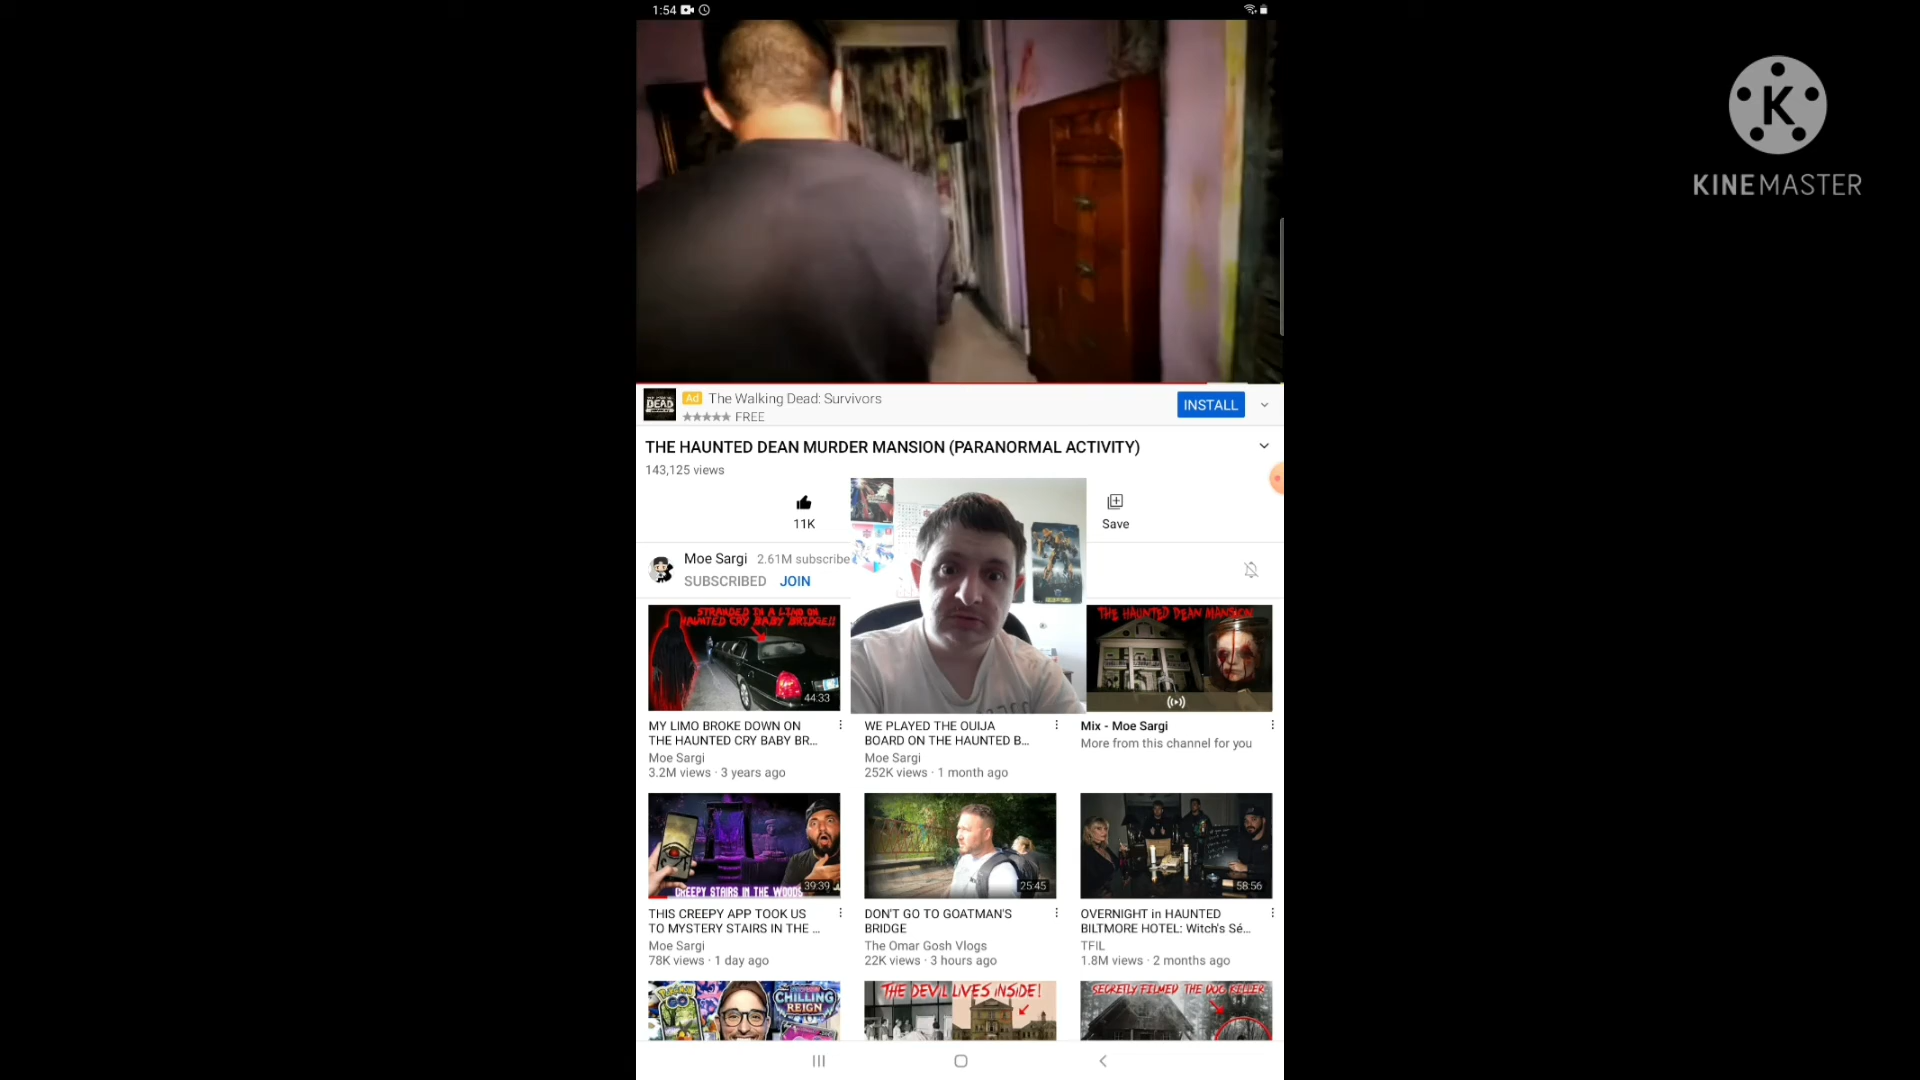 1:54
KINEMASTER
Ad The Walking Dead: Survivors
FREE
INSTALL
THE HAUNTED DEAN MURDER MANSION (PARANORMAL ACTIVITY)
143,125 views
11K
Save
Moe Sargi 2.61M subscribe
SUBSCRIBED JOIN
STRANDED IN A LIMO ON
HAUNTED CRY BABY BRIDGE!!
44:33
THE HAUNTED DEAN MANSION
MY LIMO BROKE DOWN ON
THE HAUNTED CRY BABY BR...
Moe Sargi
3.2M views · 3 years ago
WE PLAYED THE OUIJA
BOARD ON THE HAUNTED B...
Moe Sargi
252K views · 1 month ago
Mix - Moe Sargi
More from this channel for you
CREEPY STAIRS IN THE WOODS
39:39
25:45
58:56
THIS CREEPY APP TOOK US
TO MYSTERY STAIRS IN THE ...
Moe Sargi
78K views · 1 day ago
DON'T GO TO GOATMAN'S
BRIDGE
The Omar Gosh Vlogs
22K views · 3 hours ago
OVERNIGHT in HAUNTED
BILTMORE HOTEL: Witch's Sé...
TFIL
1.8M views · 2 months ago
POKÉMON
GO
CHILLING
REIGN
THE DEVIL LIVES INSIDE!
SECRETLY FILMED THE DOG KILLER